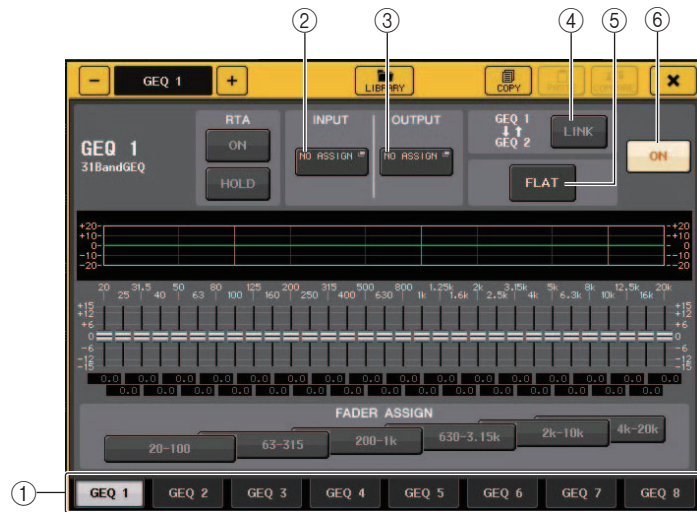 ② ③ ④ ⑤ ⑥
− GEQ 1 + LIBRARY COPY PASTE COMPARE ×
RTA INPUT OUTPUT GEQ 1 ↓↑ GEQ 2 LINK
GEQ 1
31BandGEQ
ON NO ASSIGN NO ASSIGN ON
HOLD FLAT
+20 +20
+10 +10
0 0
−10 −10
−20 −20
20 31.5 50 80 125 200 315 500 800 1.25k 2k 3.15k 5k 8k 12.5k 20k
25 40 63 100 160 250 400 630 1k 1.6k 2.5k 4k 6.3k 10k 16k
+15 +15
+12 +12
+6 +6
0 0
−6 −6
−12 −12
−15 −15
0.0 0.0 0.0 0.0 0.0 0.0 0.0 0.0 0.0 0.0 0.0 0.0 0.0 0.0 0.0 0.0
0.0 0.0 0.0 0.0 0.0 0.0 0.0 0.0 0.0 0.0 0.0 0.0 0.0 0.0 0.0
FADER ASSIGN
20-100 63-315 200-1k 630-3.15k 2k-10k 4k-20k
① GEQ 1 GEQ 2 GEQ 3 GEQ 4 GEQ 5 GEQ 6 GEQ 7 GEQ 8